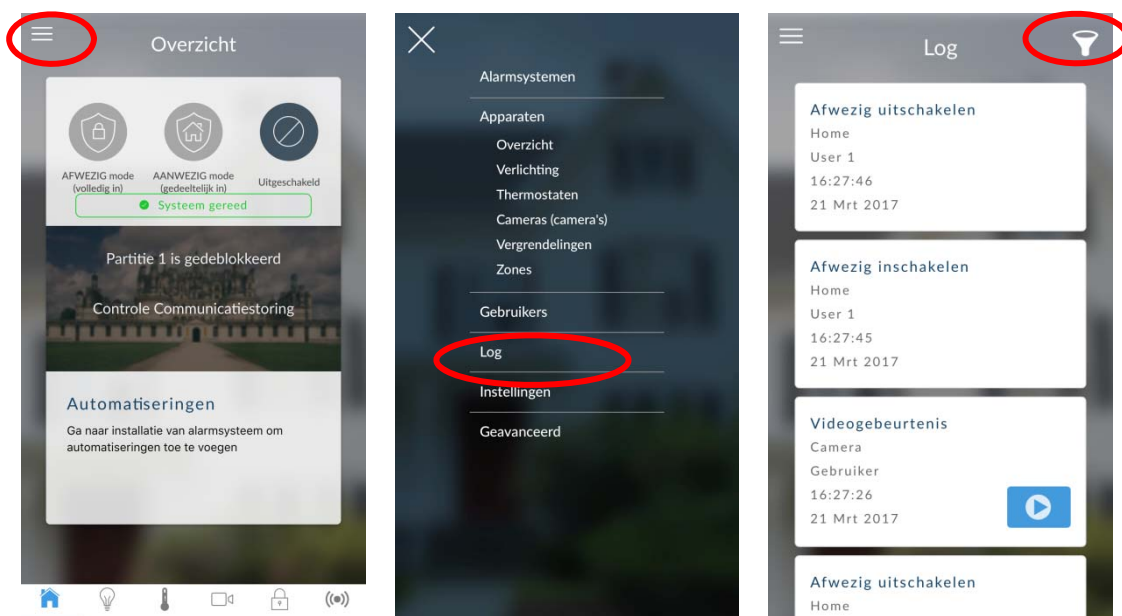 Overzicht
AFWEZIG mode
(volledig in)
AANWEZIG mode
(gedeeltelijk in)
Uitgeschakeld
Systeem gereed
Partitie 1 is gedeblokkeerd
Controle Communicatiestoring
Automatiseringen
Ga naar installatie van alarmsysteem om
automatiseringen toe te voegen
Alarmsystemen
Apparaten
Overzicht
Verlichting
Thermostaten
Cameras (camera's)
Vergrendelingen
Zones
Gebruikers
Log
Instellingen
Geavanceerd
Log
Afwezig uitschakelen
Home
User 1
16:27:46
21 Mrt 2017
Afwezig inschakelen
Home
User 1
16:27:45
21 Mrt 2017
Videogebeurtenis
Camera
Gebruiker
16:27:26
21 Mrt 2017
Afwezig uitschakelen
Home